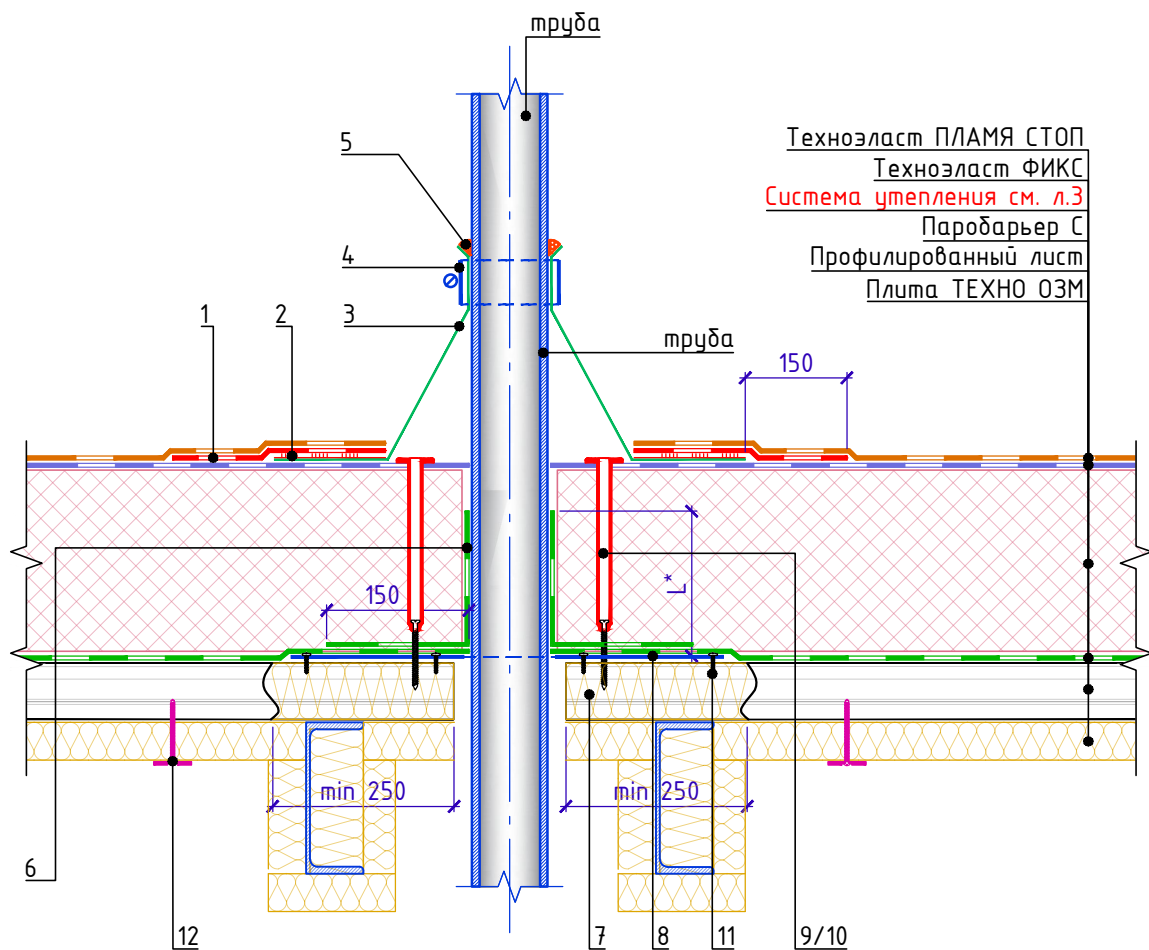 труба
5
Техноэласт ПЛАМЯ СТОП
Техноэласт ФИКС
Система утепления см. л.3
Паробарьер С
Профилированный лист
Плита ТЕХНО ОЗМ
4
1
2
3
труба
150
150
L*
min 250
min 250
6
12
7
8
11
9/10